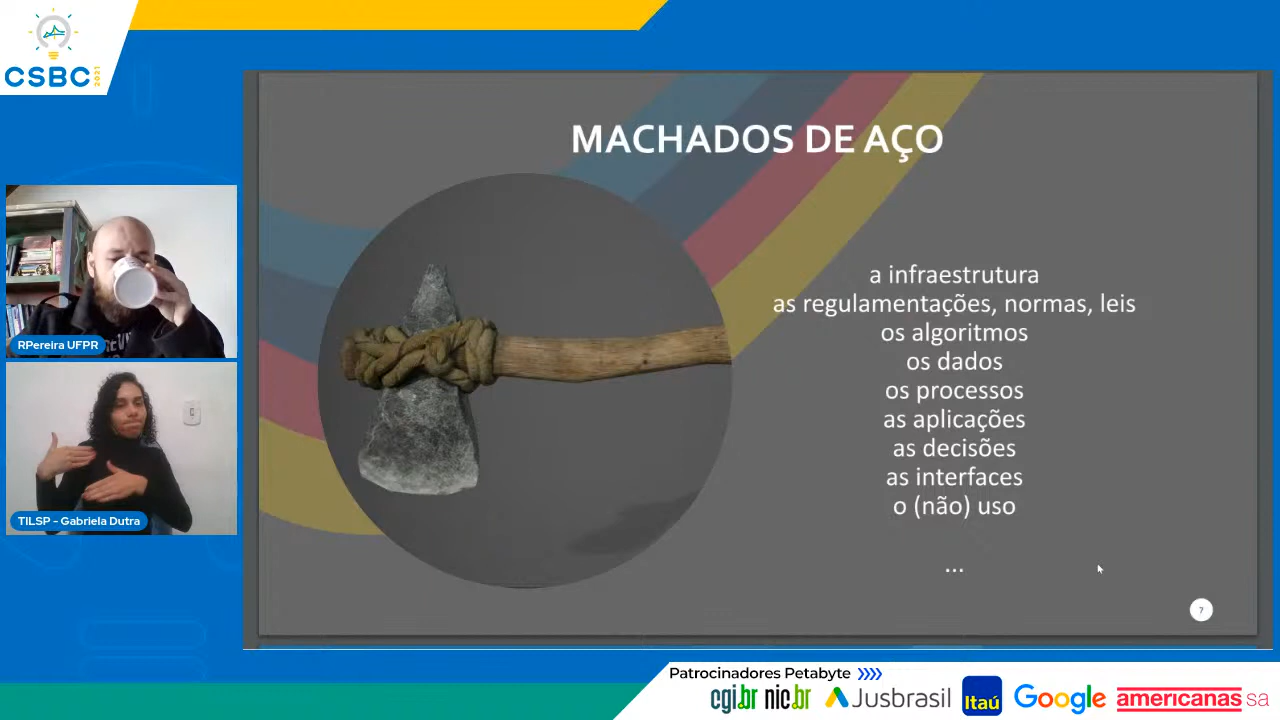 CSBC
2021
MACHADOS DE AÇO
a infraestrutura
as regulamentações, normas, leis
os algoritmos
os dados
os processos
as aplicações
as decisões
as interfaces
o (não) uso
...
7
RPereira UFPR
TILSP - Gabriela Dutra
Patrocinadores Petabyte
cgi.br nic.br Jusbrasil Itaú Google americanas sa